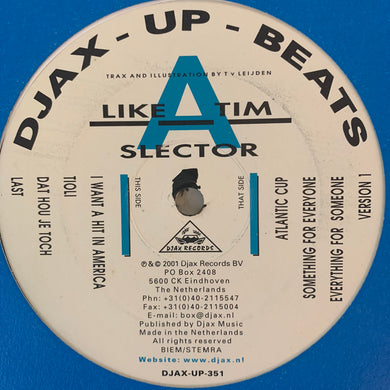 DJAX - UP - BEATS
TRAX AND ILLUSTRATION BY T v LEIJDEN
LIKE A TIM
SLECTOR
THIS SIDE
I WANT A HIT IN AMERICA
TIOLI
DAT HOU JE TOCH
LAST
THAT SIDE
ATLANTIC CUP
SOMETHING FOR EVERYONE
EVERYTHING FOR SOMEONE
VERSION 1
DJAX RECORDS
℗ & © 2001 Djax Records BV
PO Box 2408
5600 CK Eindhoven
The Netherlands
Phn: +31(0)40-2115547
Fax: +31(0)40-2115004
E-mail: box@djax.nl
Published by Djax Music
Made in the Netherlands
All rights reserved
BIEM/STEMRA
Website: www.djax.nl
DJAX-UP-351